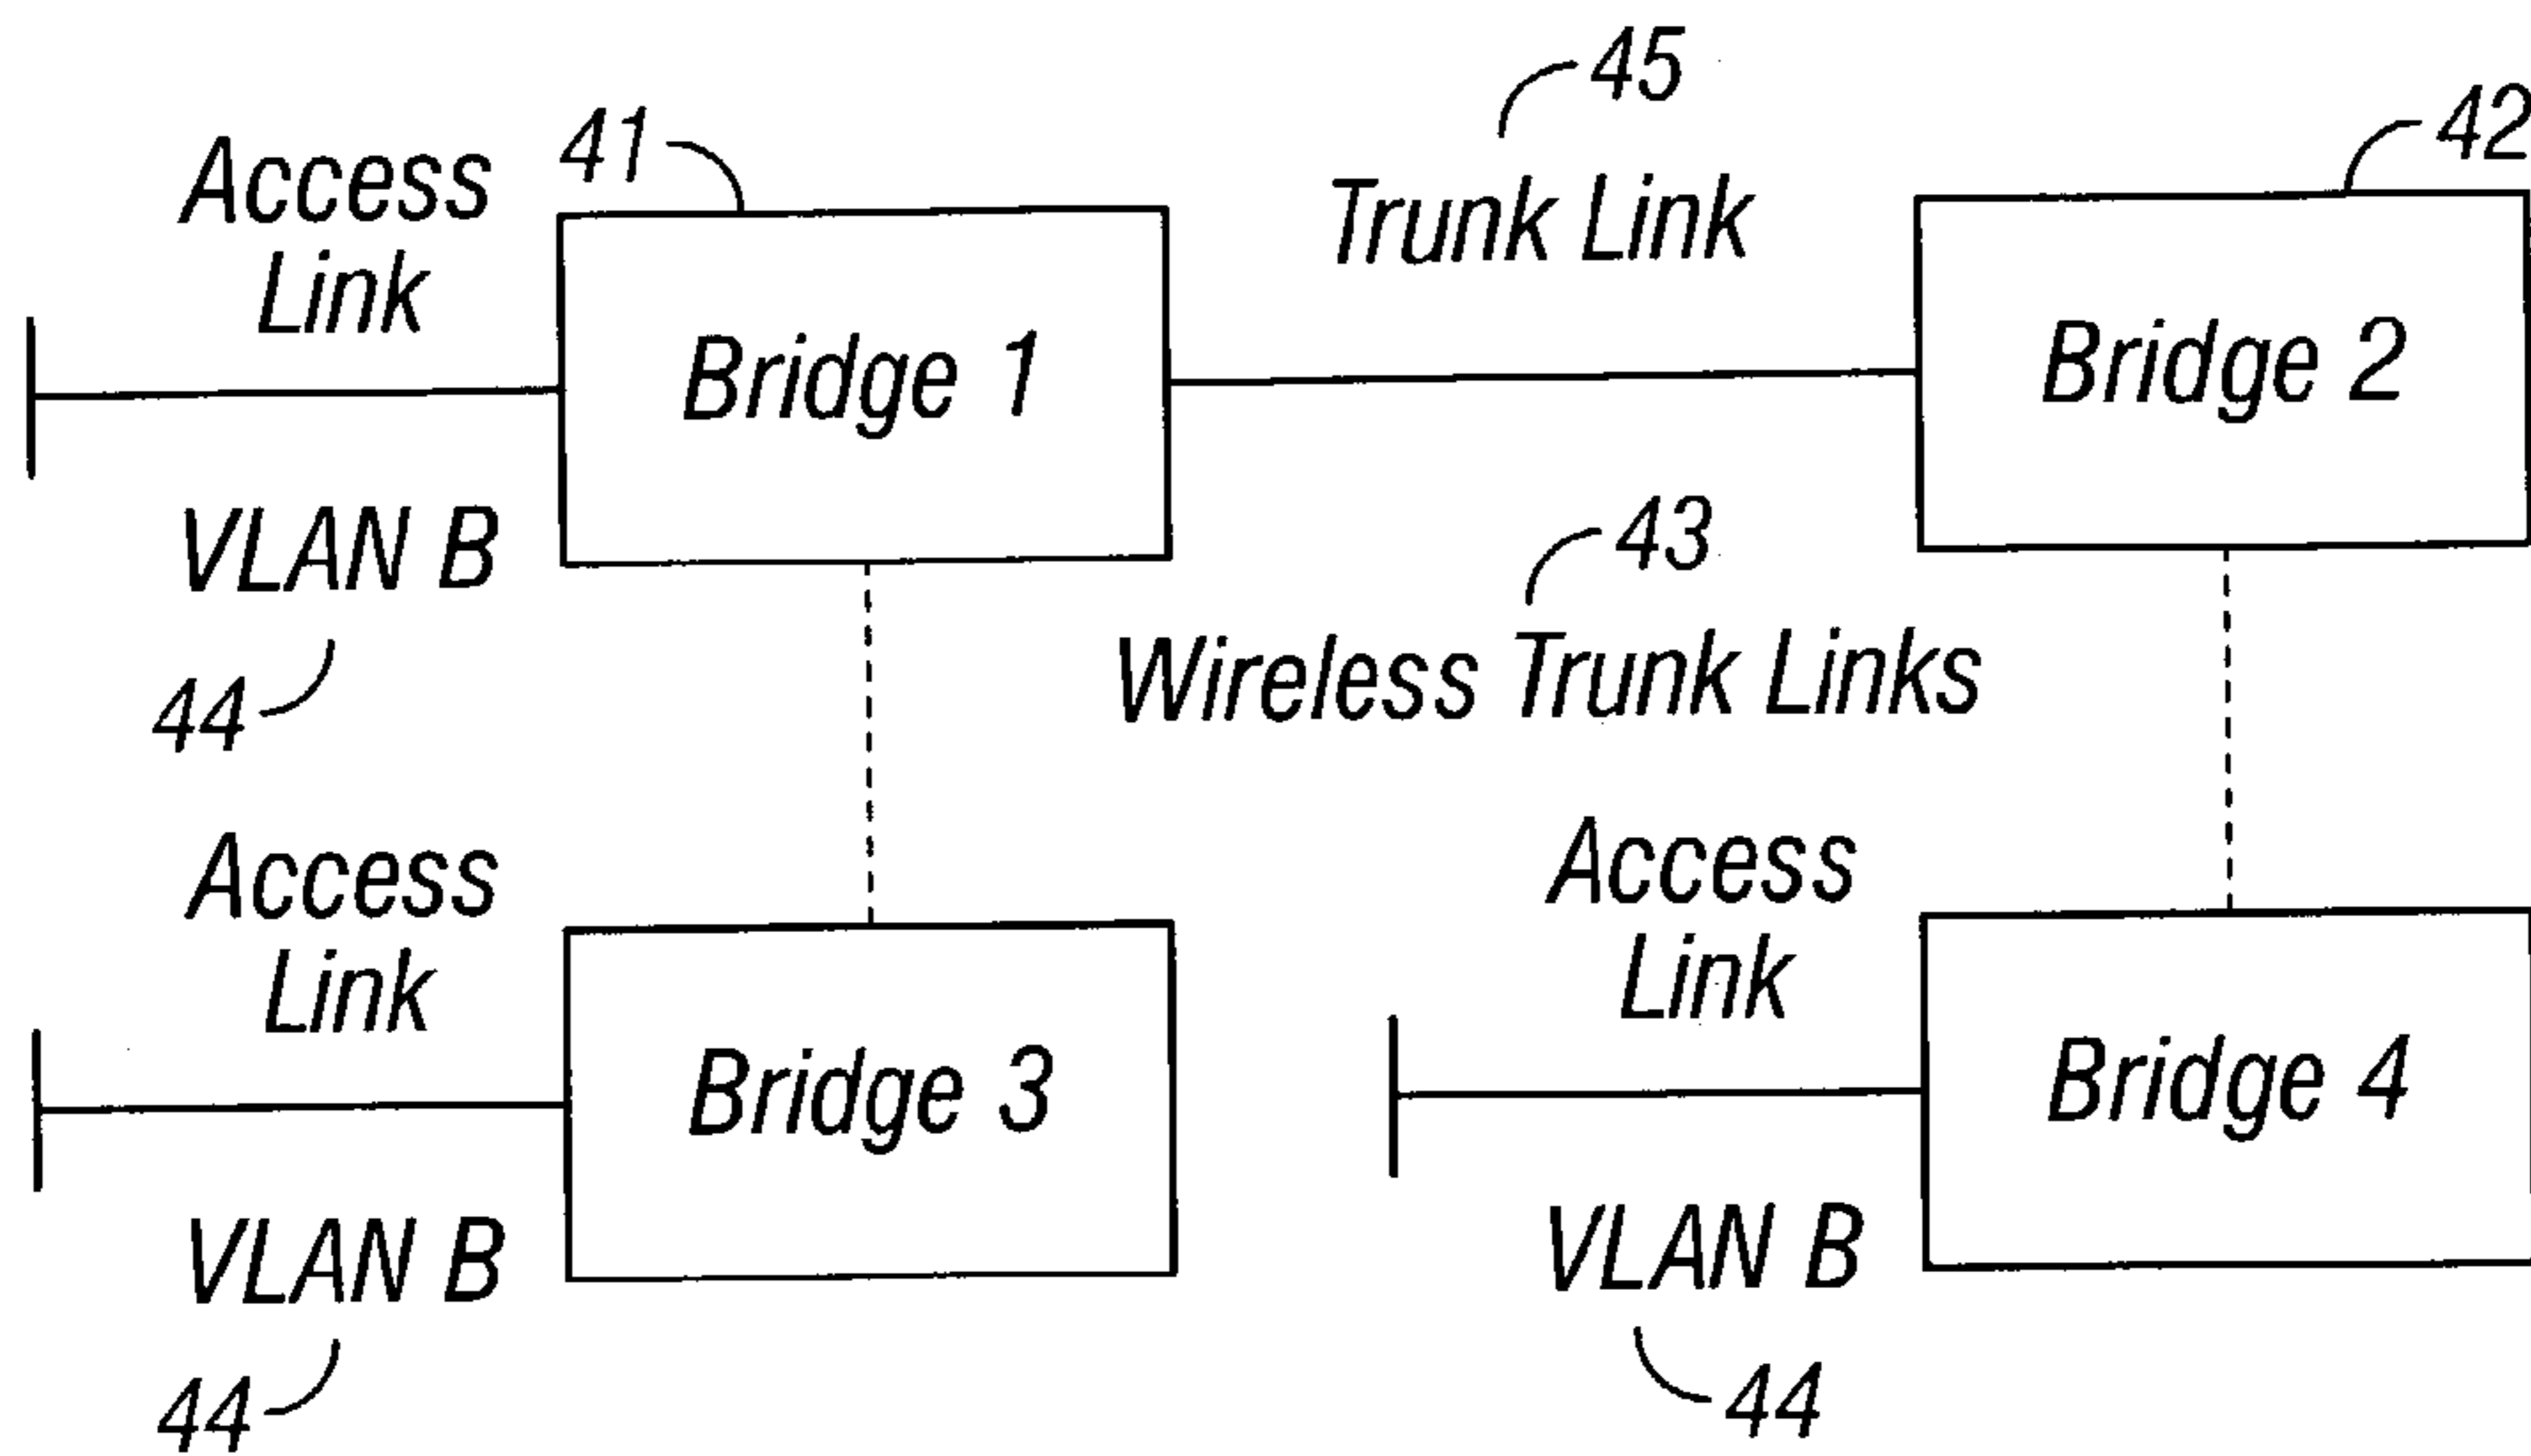 45
42
41
Access
Link
Trunk Link
Bridge 1
Bridge 2
VLAN B
43
Wireless Trunk Links
44
Access
Link
Access
Link
Bridge 3
Bridge 4
VLAN B
VLAN B
44
44